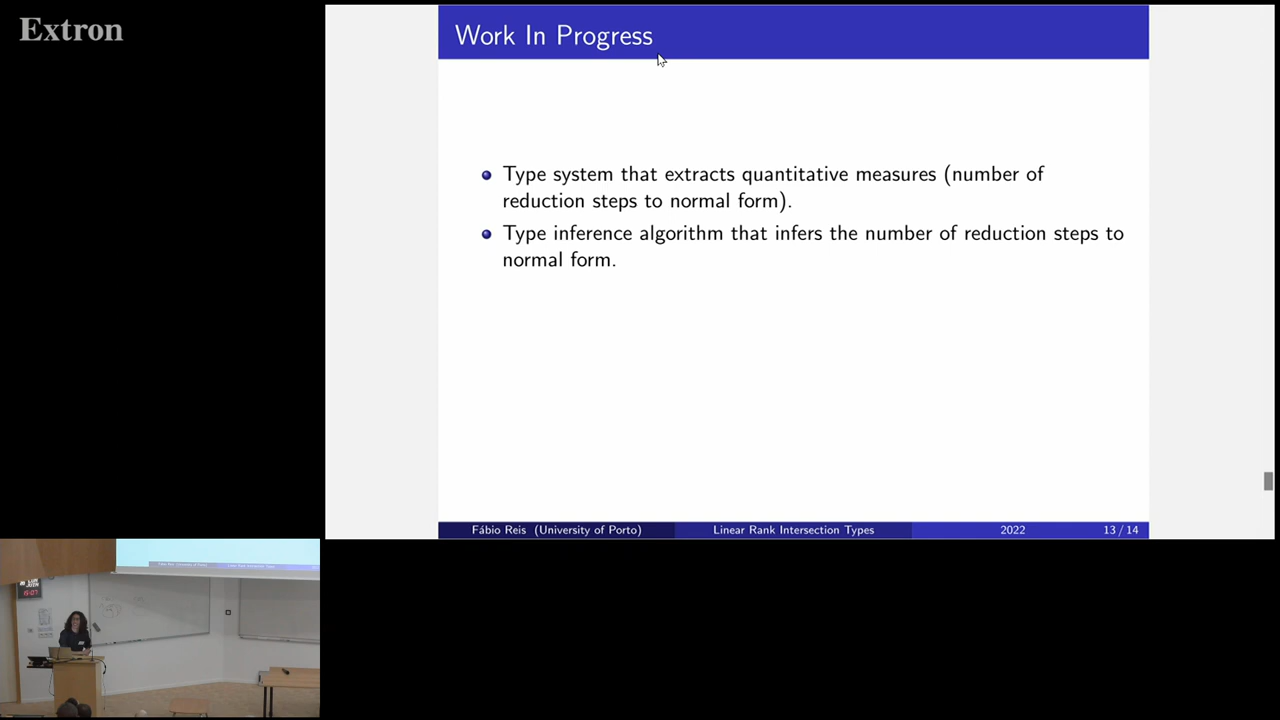 Extron
Work In Progress
Type system that extracts quantitative measures (number of
reduction steps to normal form).
Type inference algorithm that infers the number of reduction steps to
normal form.
Fábio Reis (University of Porto)
Linear Rank Intersection Types
2022
13 / 14